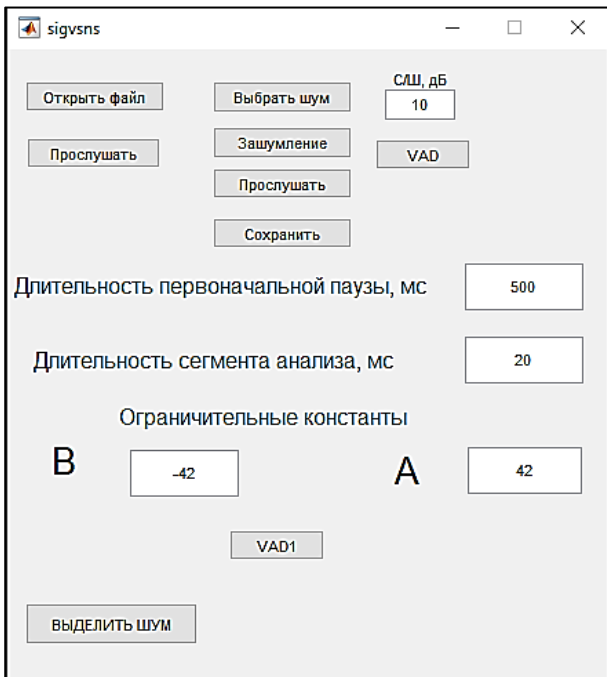 sigvsns
С/Ш, дБ
Открыть файл
Выбрать шум
10
Зашумление
Прослушать
VAD
Прослушать
Сохранить
Длительность первоначальной паузы, мс
500
Длительность сегмента анализа, мс
20
Ограничительные константы
B
-42
A
42
VAD1
ВЫДЕЛИТЬ ШУМ